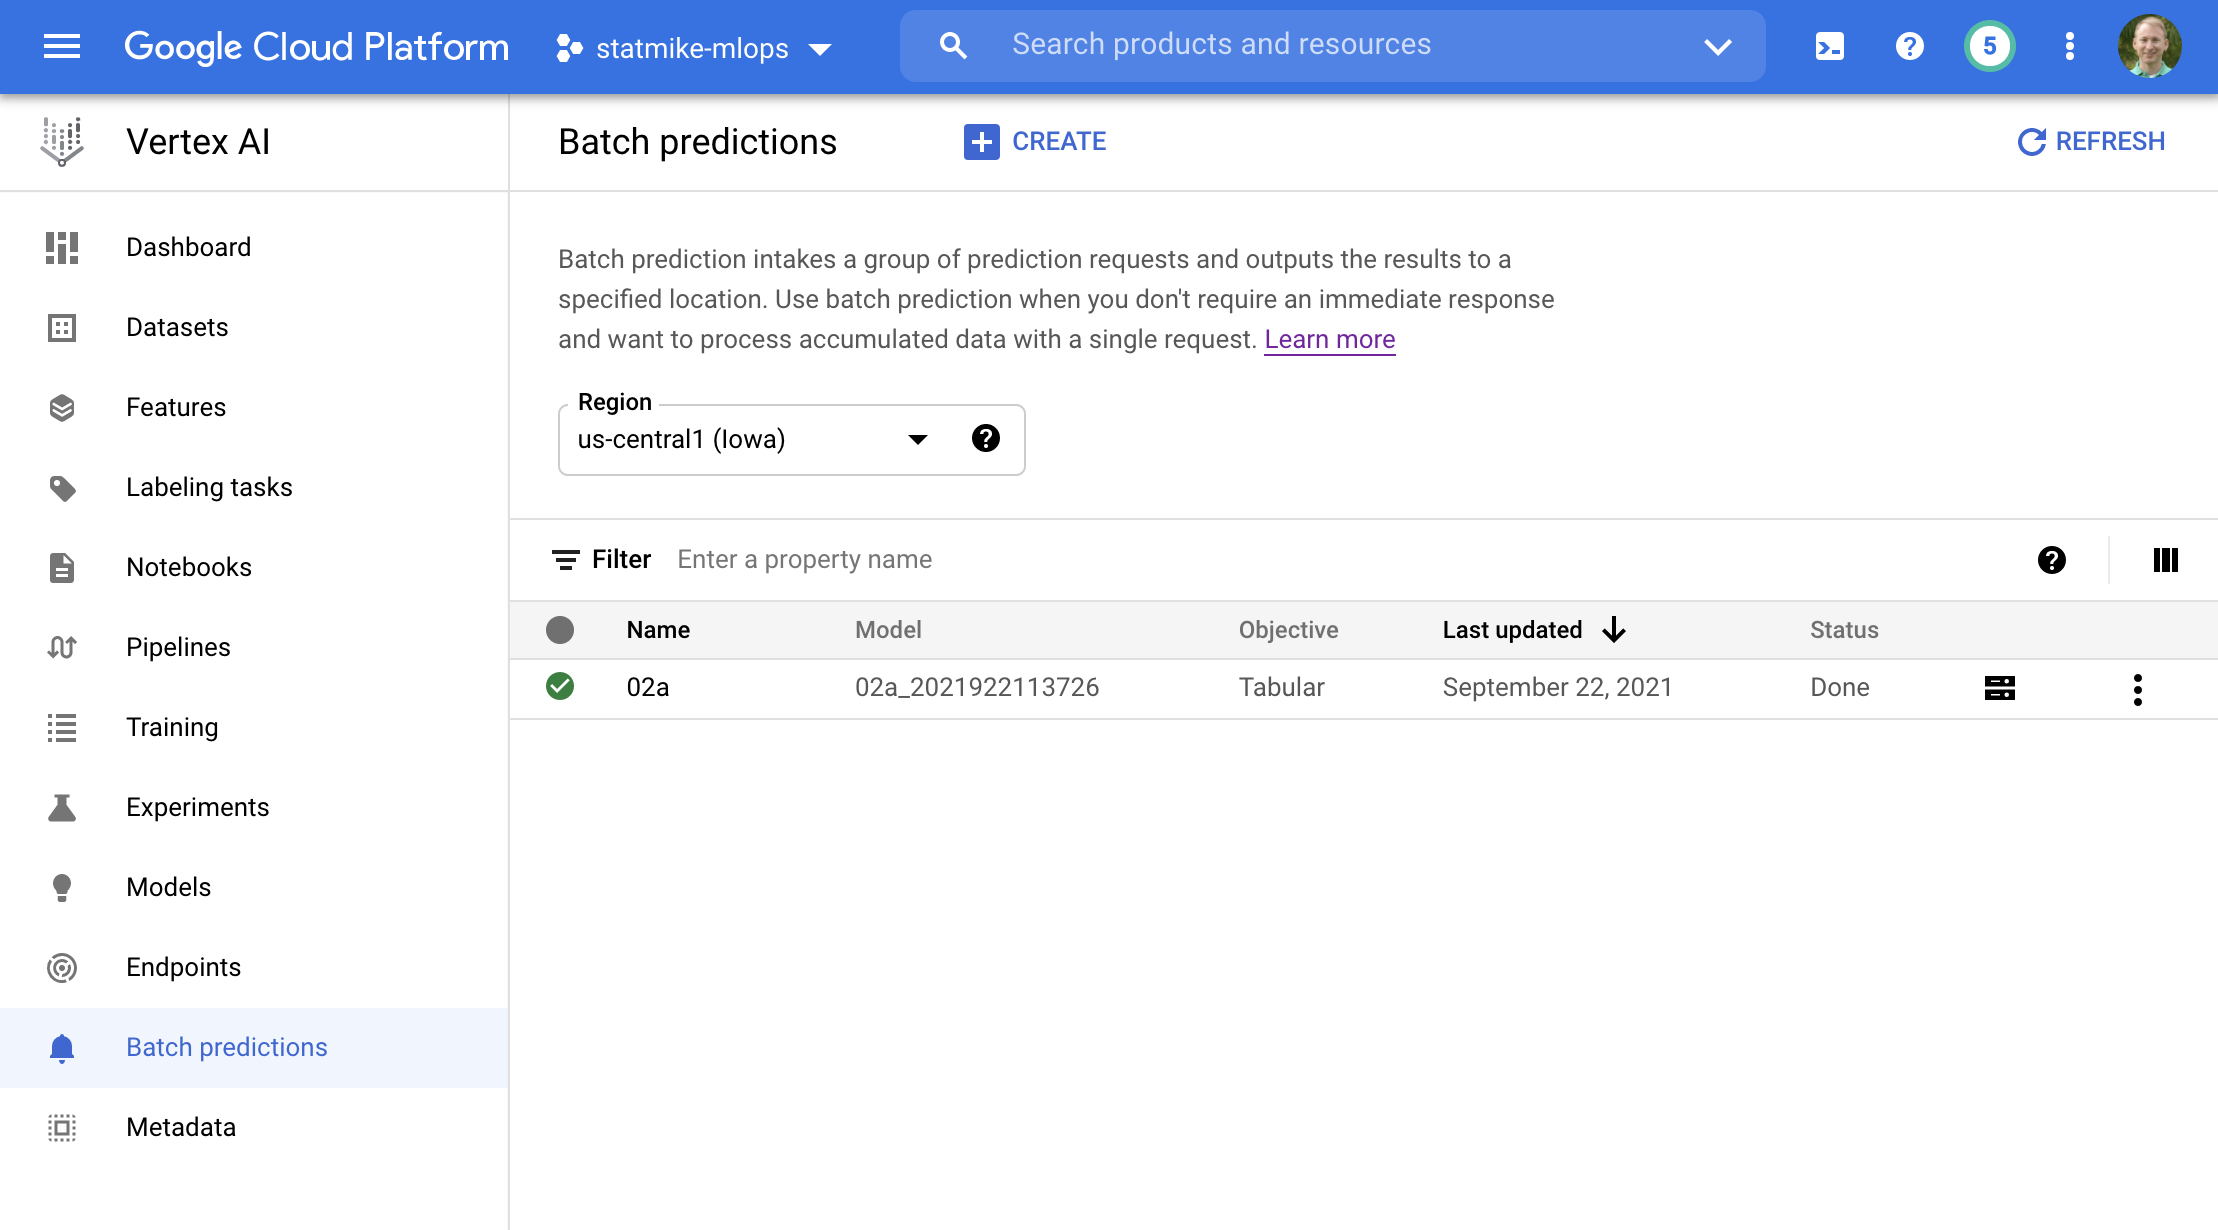 Google Cloud Platform
statmike-mlops
Search products and resources
5
Vertex AI
Batch predictions
CREATE
REFRESH
Dashboard
Datasets
Features
Labeling tasks
Notebooks
Pipelines
Training
Experiments
Models
Endpoints
Batch predictions
Metadata
Batch prediction intakes a group of prediction requests and outputs the results to a
specified location. Use batch prediction when you don't require an immediate response
and want to process accumulated data with a single request. Learn more
Region
us-central1 (Iowa)
Filter Enter a property name
Name Model Objective Last updated Status
02a 02a_2021922113726 Tabular September 22, 2021 Done